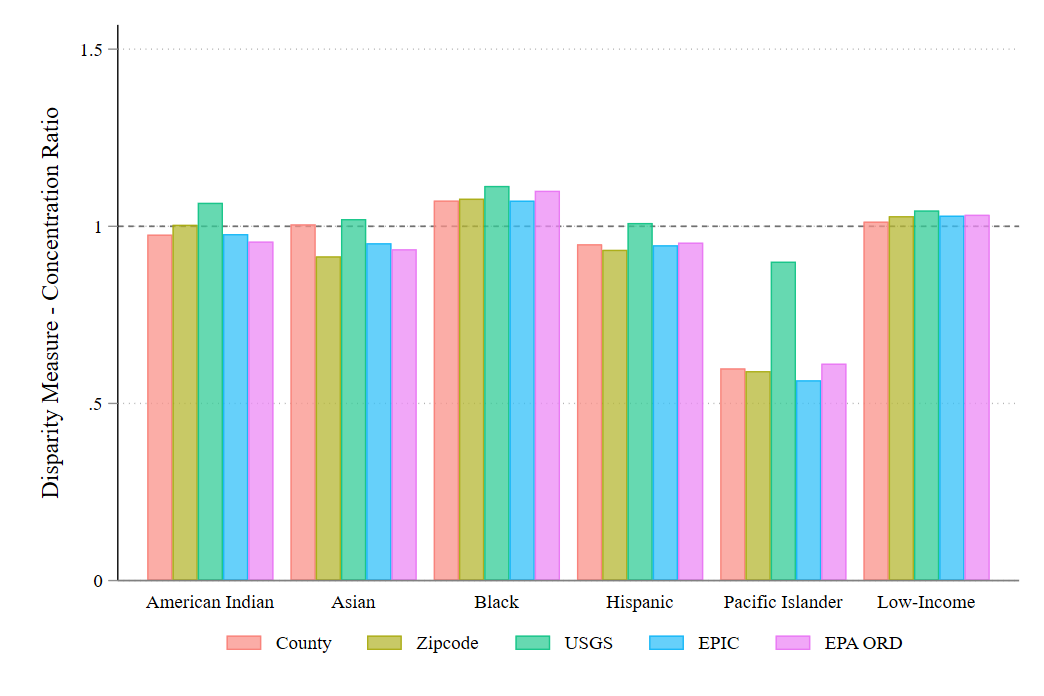 Disparity Measure - Concentration Ratio
1.5
1
.5
0
American Indian Asian Black Hispanic Pacific Islander Low-Income
County Zipcode USGS EPIC EPA ORD